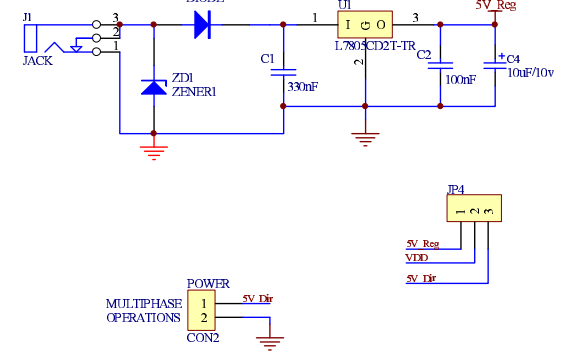 DIODE
U1
5V_Reg
J1
3
2
1
JACK
1
I G O
3
L7805CD2T-TR
2
C1
330nF
C2
100nF
C4
+
10uF/10v
ZD1
ZENER1
JP4
1 2 3
5V_Reg
VDD
5V_Dir
POWER
MULTIPHASE 1 5V_Dir
OPERATIONS 2
CON2